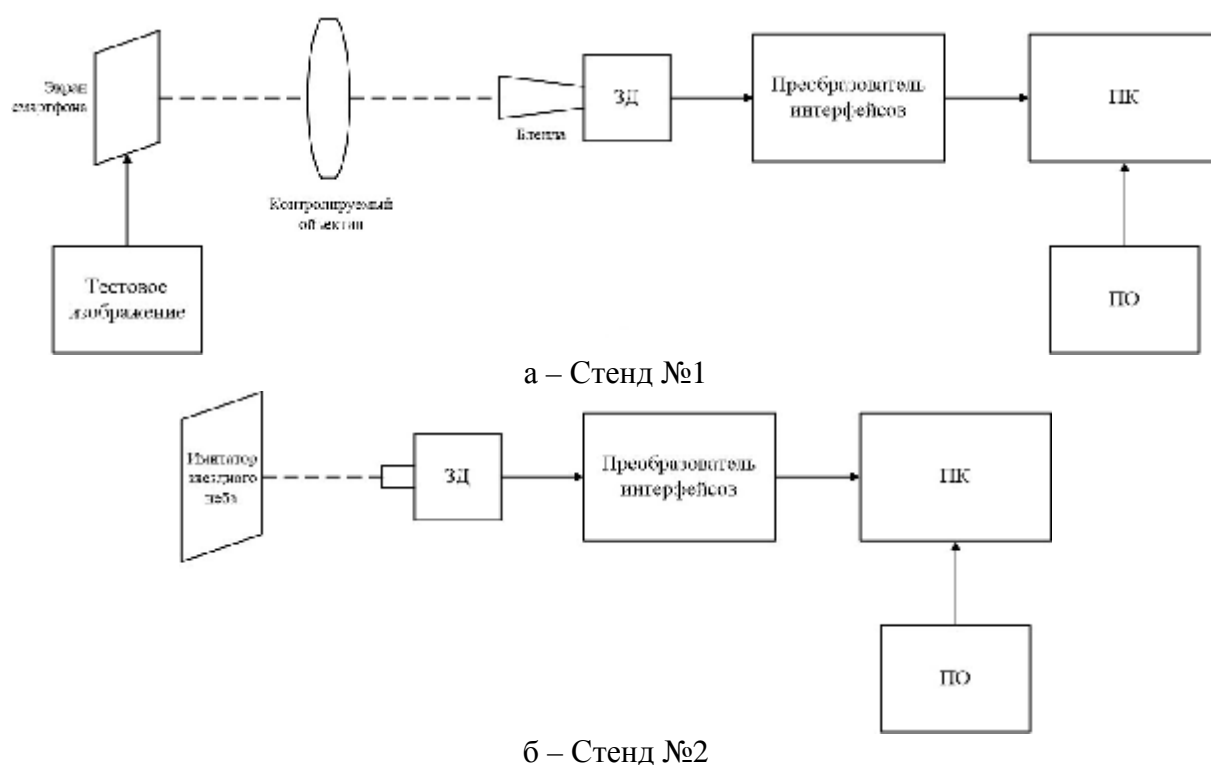 Экран
смартфона
Контролируемый
объектив
Бленда
ЗД
Пребразователь
интерфейсов
ПК
Тестовое
изображение
ПО
а – Стенд №1
Имитатор
звездного
неба
ЗД
Преобразователь
интерфейсов
ПК
ПО
б – Стенд №2